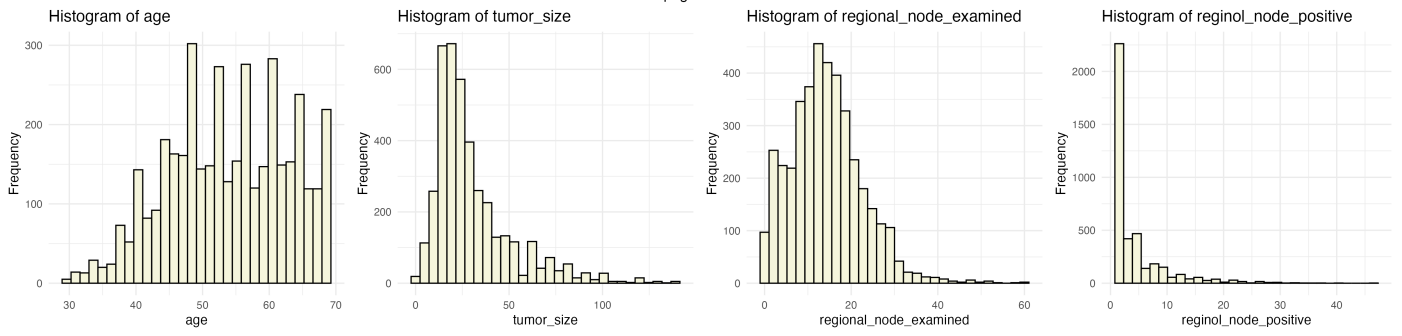 Histogram of age
300
200
100
0
Frequency
30 40 50 60 70
age
Histogram of tumor_size
600
400
200
0
Frequency
0 50 100
tumor_size
Histogram of regional_node_examined
400
300
200
100
0
Frequency
0 20 40 60
regional_node_examined
Histogram of reginol_node_positive
2000
1500
1000
500
0
Frequency
0 10 20 30 40
reginol_node_positive